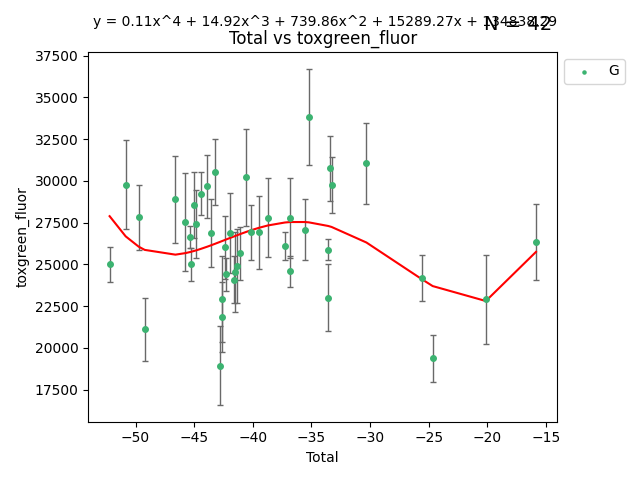 y = 0.11x^4 + 14.92x^3 + 739.86x^2 + 15289.27x + 134838.29
N = 42
Total vs toxgreen_fluor
G
toxgreen_fluor
37500
35000
32500
30000
27500
25000
22500
20000
17500
−50 −45 −40 −35 −30 −25 −20 −15
Total